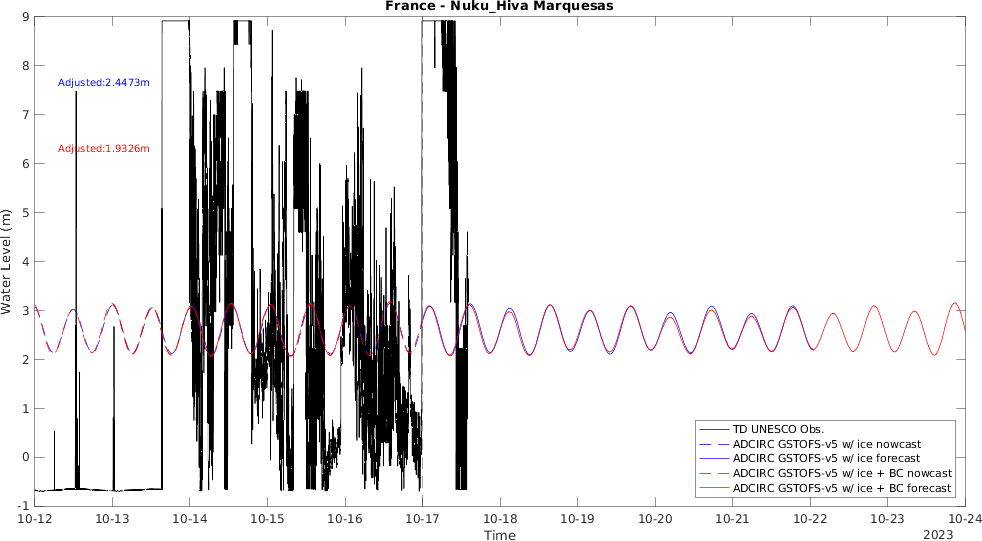 France - Nuku_Hiva Marquesas
9
8
7
6
5
4
3
2
1
0
-1
Water Level (m)
Adjusted:2.4473m
Adjusted:1.9326m
TD UNESCO Obs.
ADCIRC GSTOFS-v5 w/ ice nowcast
ADCIRC GSTOFS-v5 w/ ice forecast
ADCIRC GSTOFS-v5 w/ ice + BC nowcast
ADCIRC GSTOFS-v5 w/ ice + BC forecast
10-12 10-13 10-14 10-15 10-16 10-17 10-18 10-19 10-20 10-21 10-22 10-23 10-24
Time
2023